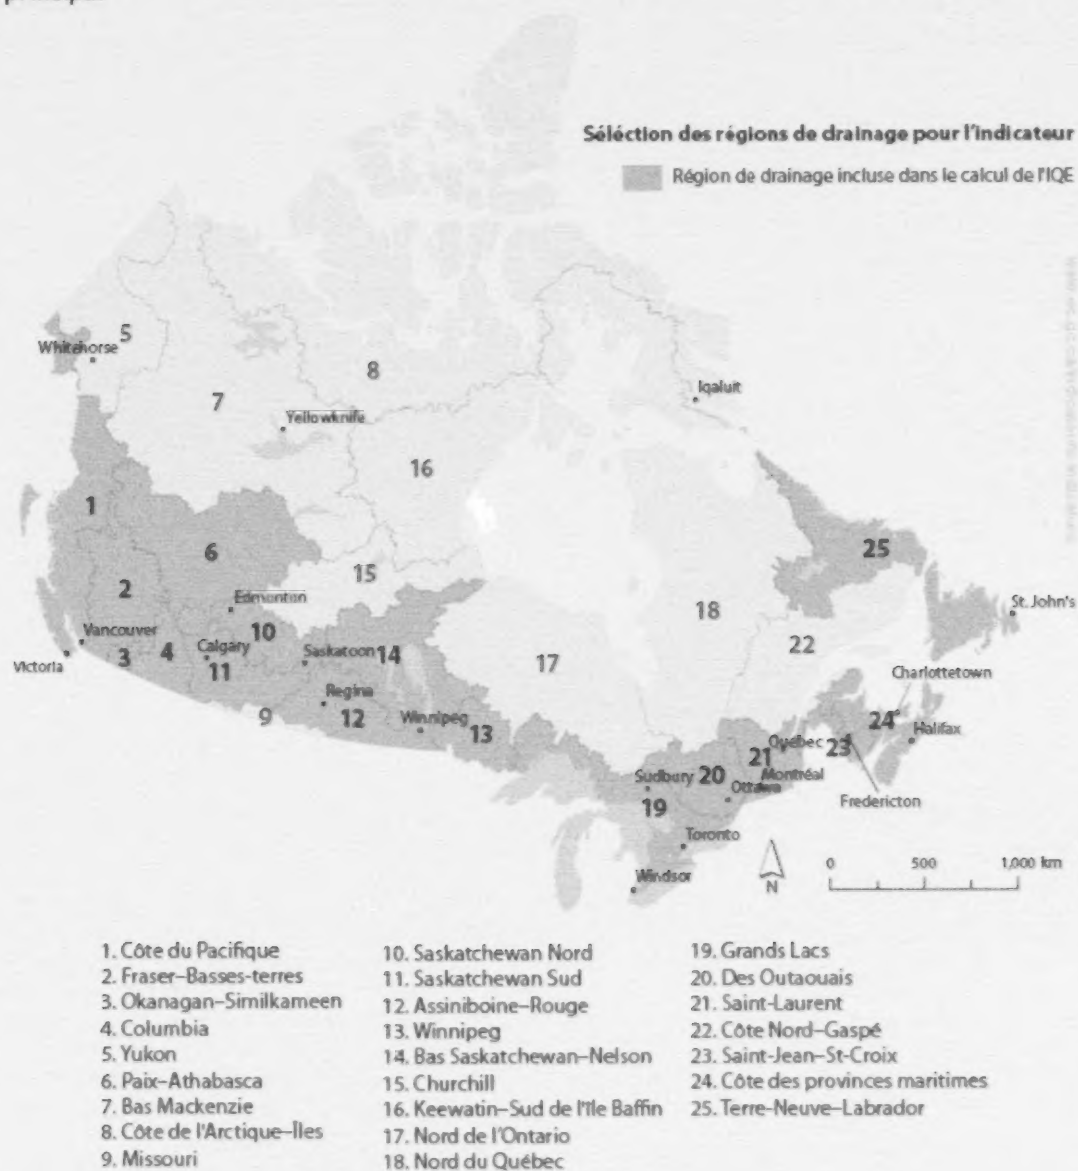 Séléction des régions de drainage pour l'indicateur
Région de drainage incluse dans le calcul de l'IQE
5
Whitehorse
8
7
Iqaluit
Yellowknife
16
1
6
25
15
2
Edmonton
18
St. John's
Vancouver
10
22
Victoria
3
4
Calgary
11
Saskatoon
14
17
Charlottetown
Regina
9
12
Winnipeg
13
24
Québec
23
Halifax
21
Sudbury
20
Montréal
Ottawa
19
Fredericton
Toronto
N
0 500 1,000 km
Windsor
1. Côte du Pacifique
2. Fraser–Basses-terres
3. Okanagan–Similkameen
4. Columbia
5. Yukon
6. Paix–Athabasca
7. Bas Mackenzie
8. Côte de l'Arctique–Îles
9. Missouri
10. Saskatchewan Nord
11. Saskatchewan Sud
12. Assiniboine–Rouge
13. Winnipeg
14. Bas Saskatchewan–Nelson
15. Churchill
16. Keewatin–Sud de l'île Baffin
17. Nord de l'Ontario
18. Nord du Québec
19. Grands Lacs
20. Des Outaouais
21. Saint-Laurent
22. Côte Nord–Gaspé
23. Saint-Jean–St-Croix
24. Côte des provinces maritimes
25. Terre-Neuve–Labrador